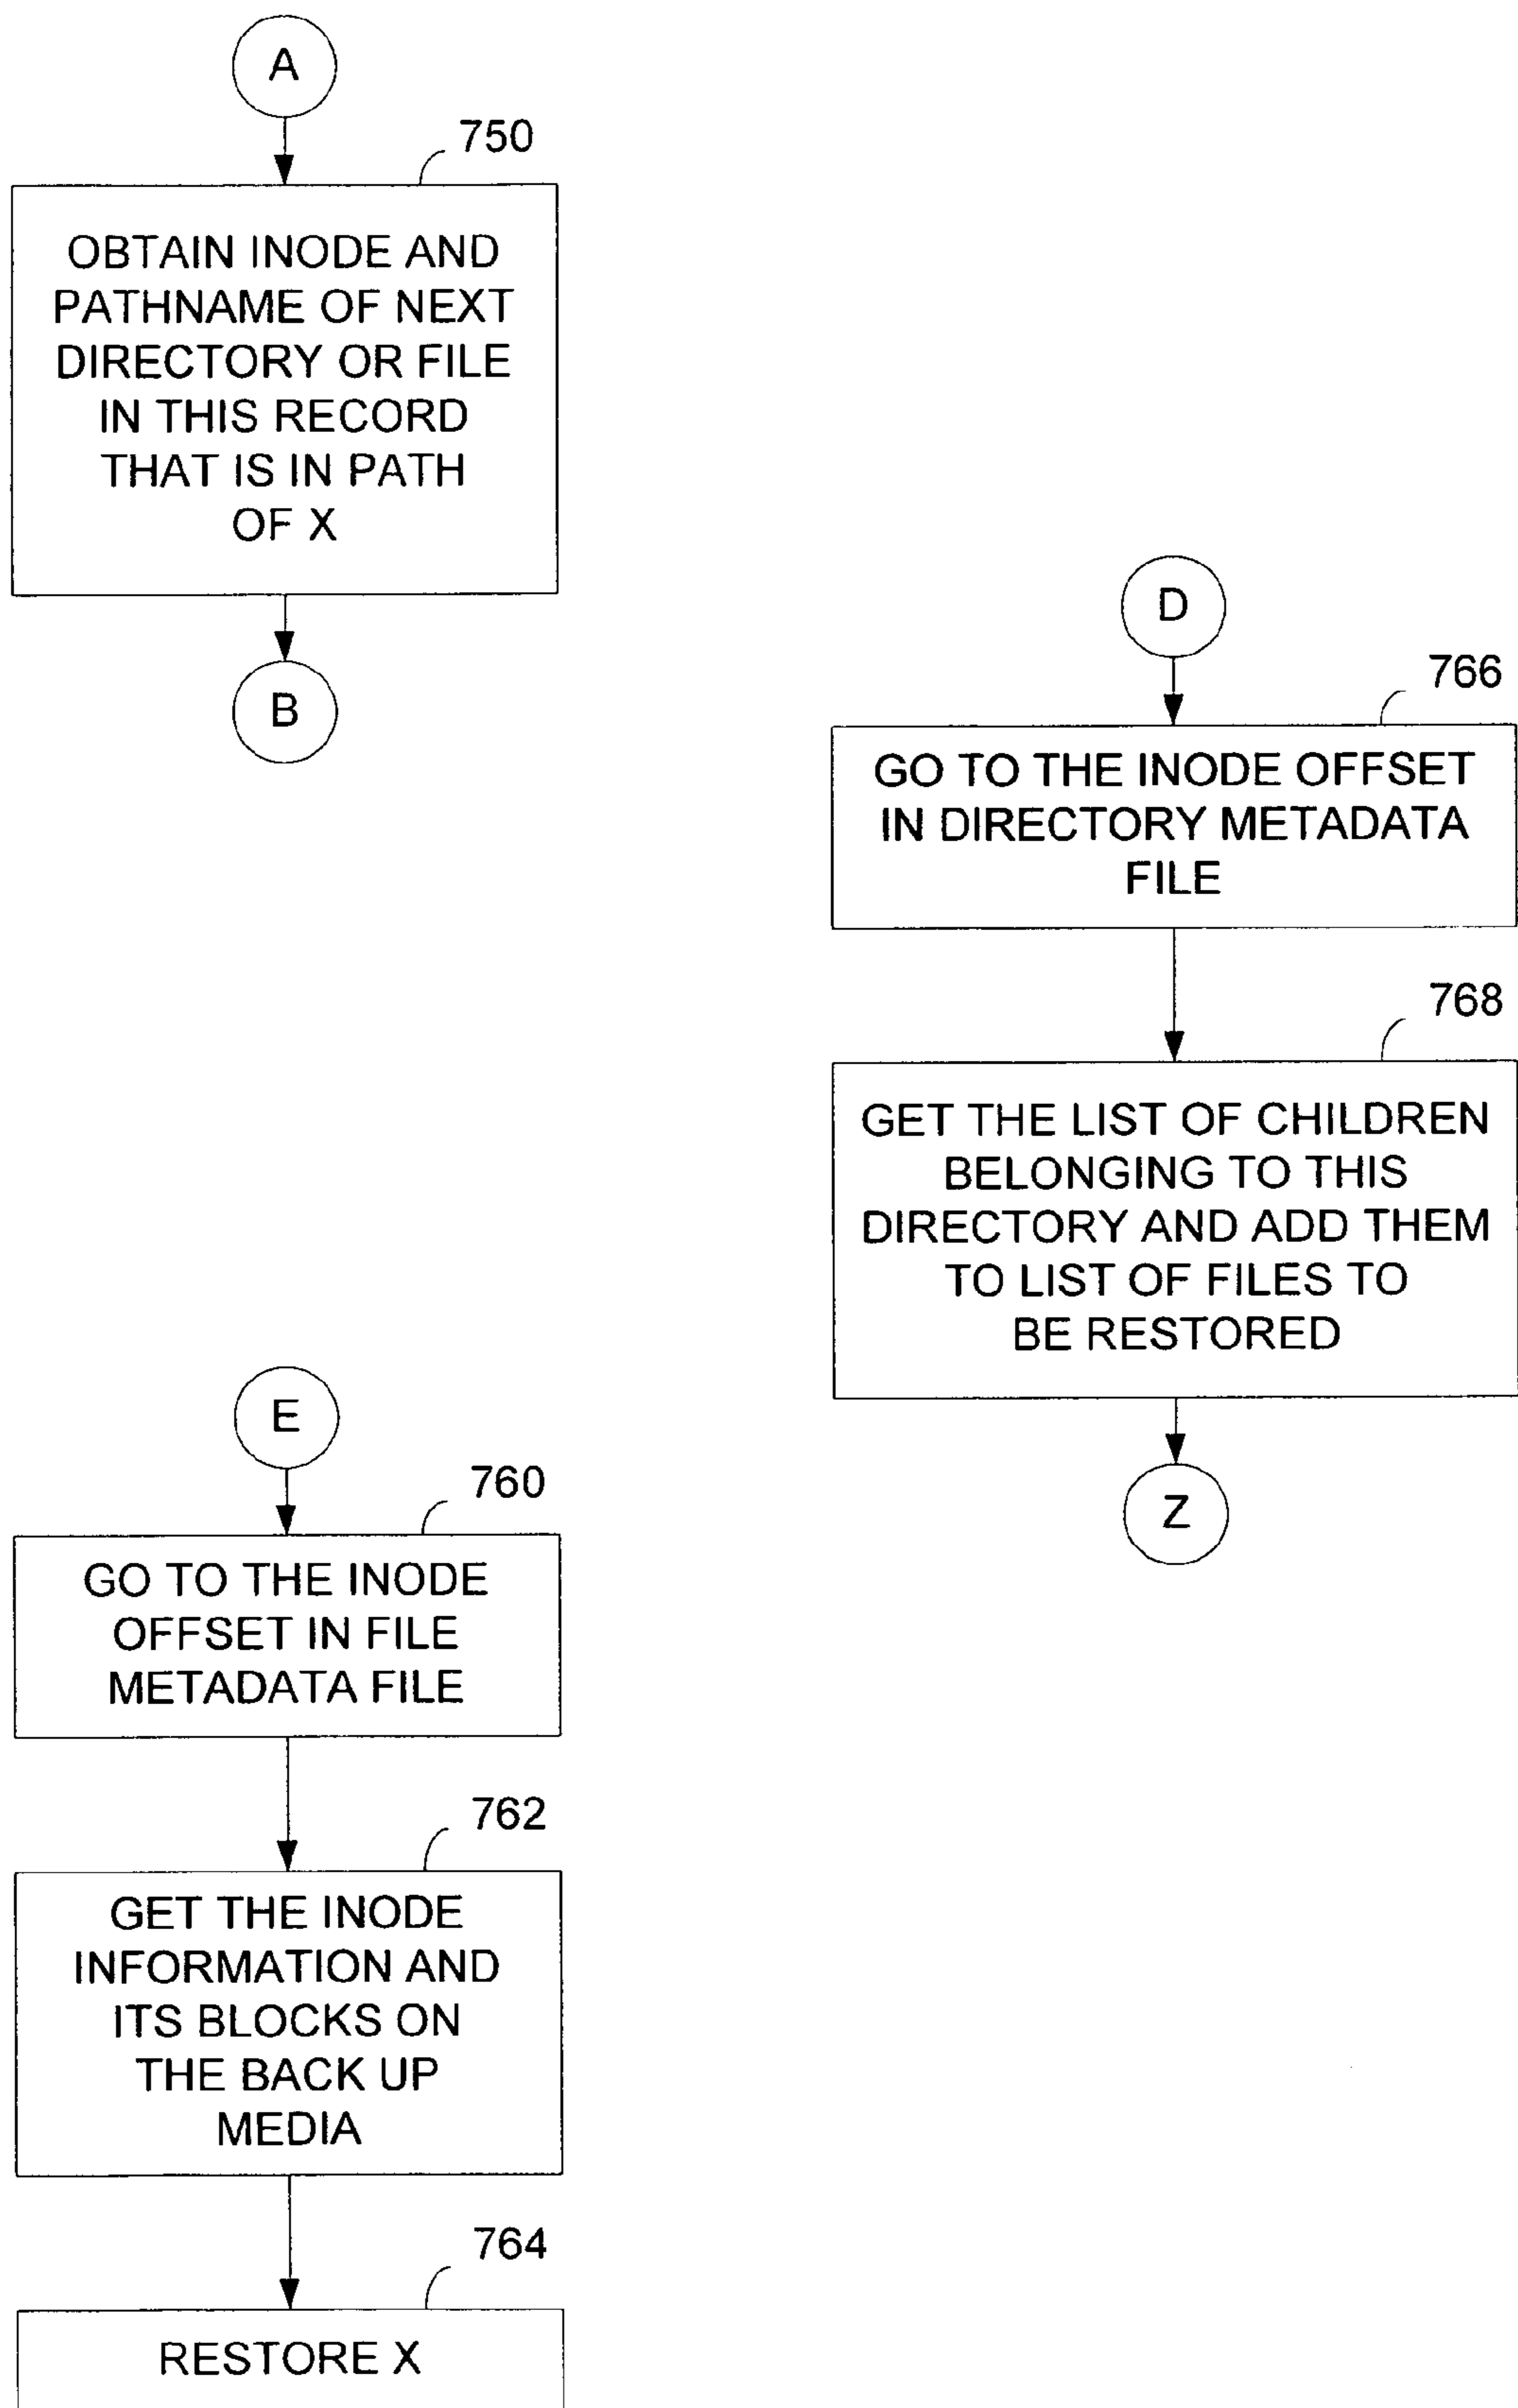 A
750
OBTAIN INODE AND
PATHNAME OF NEXT
DIRECTORY OR FILE
IN THIS RECORD
THAT IS IN PATH
OF X
B
D
766
GO TO THE INODE OFFSET
IN DIRECTORY METADATA
FILE
768
GET THE LIST OF CHILDREN
BELONGING TO THIS
DIRECTORY AND ADD THEM
TO LIST OF FILES TO
BE RESTORED
Z
E
760
GO TO THE INODE
OFFSET IN FILE
METADATA FILE
762
GET THE INODE
INFORMATION AND
ITS BLOCKS ON
THE BACK UP
MEDIA
764
RESTORE X